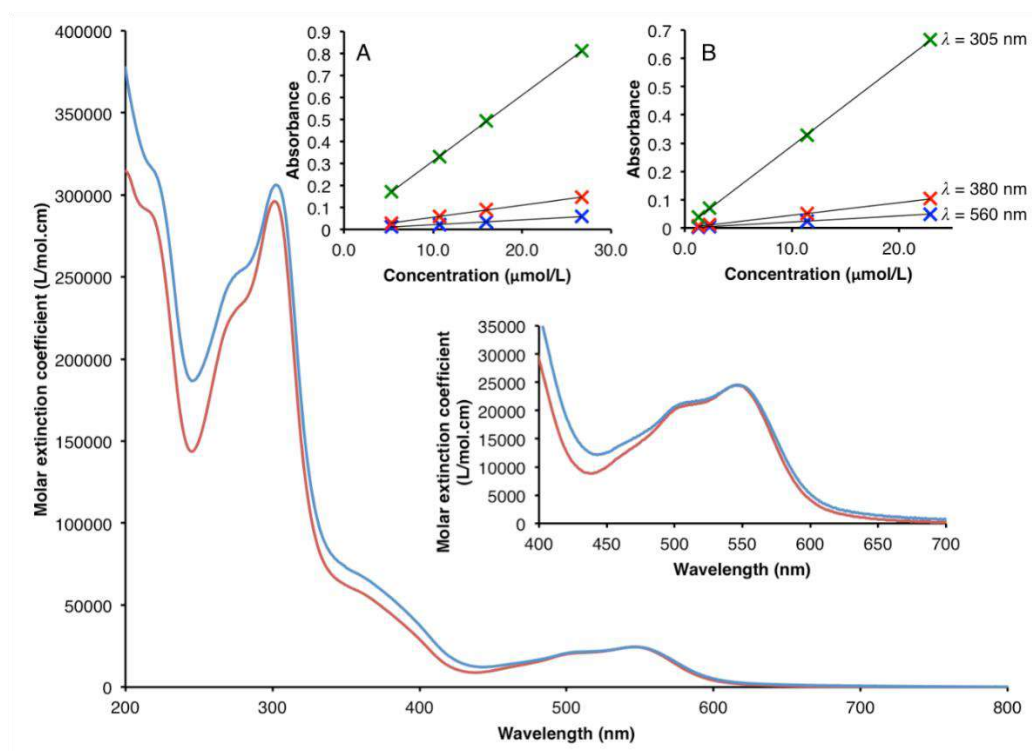 400000
350000
300000
250000
200000
150000
100000
50000
0
Molar extinction coefficient (L/mol.cm)
200 300 400 500 600 700 800
Wavelength (nm)
A
0.9
0.8
0.7
0.6
0.5
0.4
0.3
0.2
0.1
0
Absorbance
0.0 10.0 20.0 30.0
Concentration (μmol/L)
B
0.7
0.6
0.5
0.4
0.3
0.2
0.1
0
Absorbance
0.0 10.0 20.0
Concentration (μmol/L)
λ = 305 nm
λ = 380 nm
λ = 560 nm
35000
30000
25000
20000
15000
10000
5000
0
Molar extinction coefficient
(L/mol.cm)
400 450 500 550 600 650 700
Wavelength (nm)